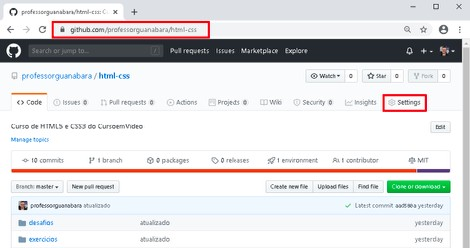 html-css: C
github.com/professorguanabara/html-css
Search or jump to... Pull requests Issues Marketplace Explore
professorguanabara / html-css Watch 0 Star 0 Fork 0
Code Issues 0 Pull requests 0 Actions Projects 0 Wiki Security 0 Insights Settings
Curso de HTML5 e CSS3 do CursoemVideo Edit
Manage topics
10 commits 1 branch 0 packages 0 releases 1 environment 1 contributor MIT
Branch: master New pull request Create new file Upload files Find file Clone or download
professorguanabara atualizado Latest commit yesterday
desafios atualizado yesterday
exercicios atualizado yesterday